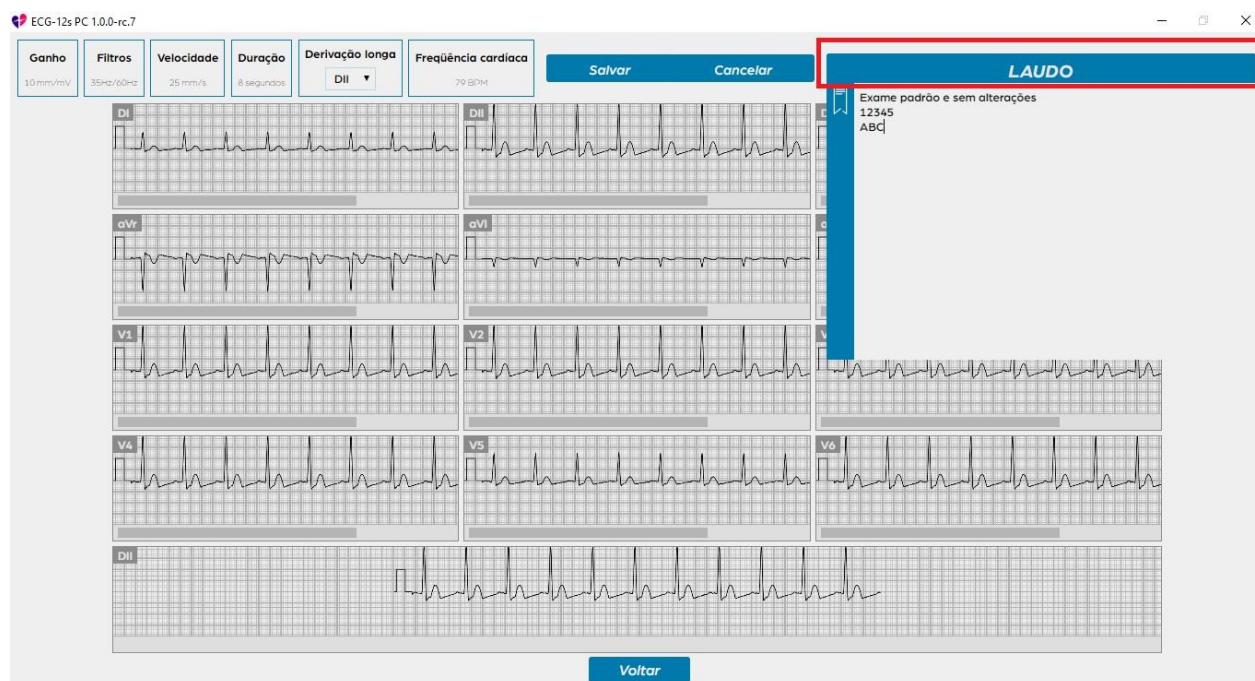 ECG-12s PC 1.0.0-rc.7
Ganho
10 mm/mV
Filtros
35Hz/60Hz
Velocidade
25 mm/s
Duração
8 segundos
Derivação longa
DII
Freqüência cardíaca
79 BPM
Salvar
Cancelar
LAUDO
Exame padrão e sem alterações
12345
ABC
DI
DII
aVr
aVl
V1
V2
V4
V5
V6
DII
Voltar